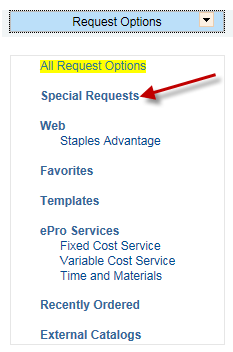 Request Options
All Request Options
Special Requests
Web
Staples Advantage
Favorites
Templates
ePro Services
Fixed Cost Service
Variable Cost Service
Time and Materials
Recently Ordered
External Catalogs